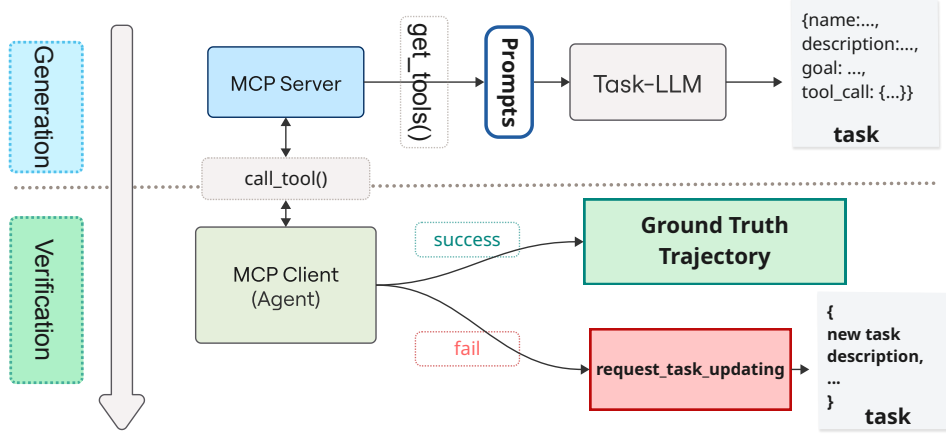 Generation
MCP Server
get_tools()
Prompts
Task-LLM
{name:...,
description:...,
goal: ...,
tool_call: {...}}
task
call_tool()
Verification
MCP Client
(Agent)
success
Ground Truth
Trajectory
fail
request_task_updating
{
new task
description,
...
}
task